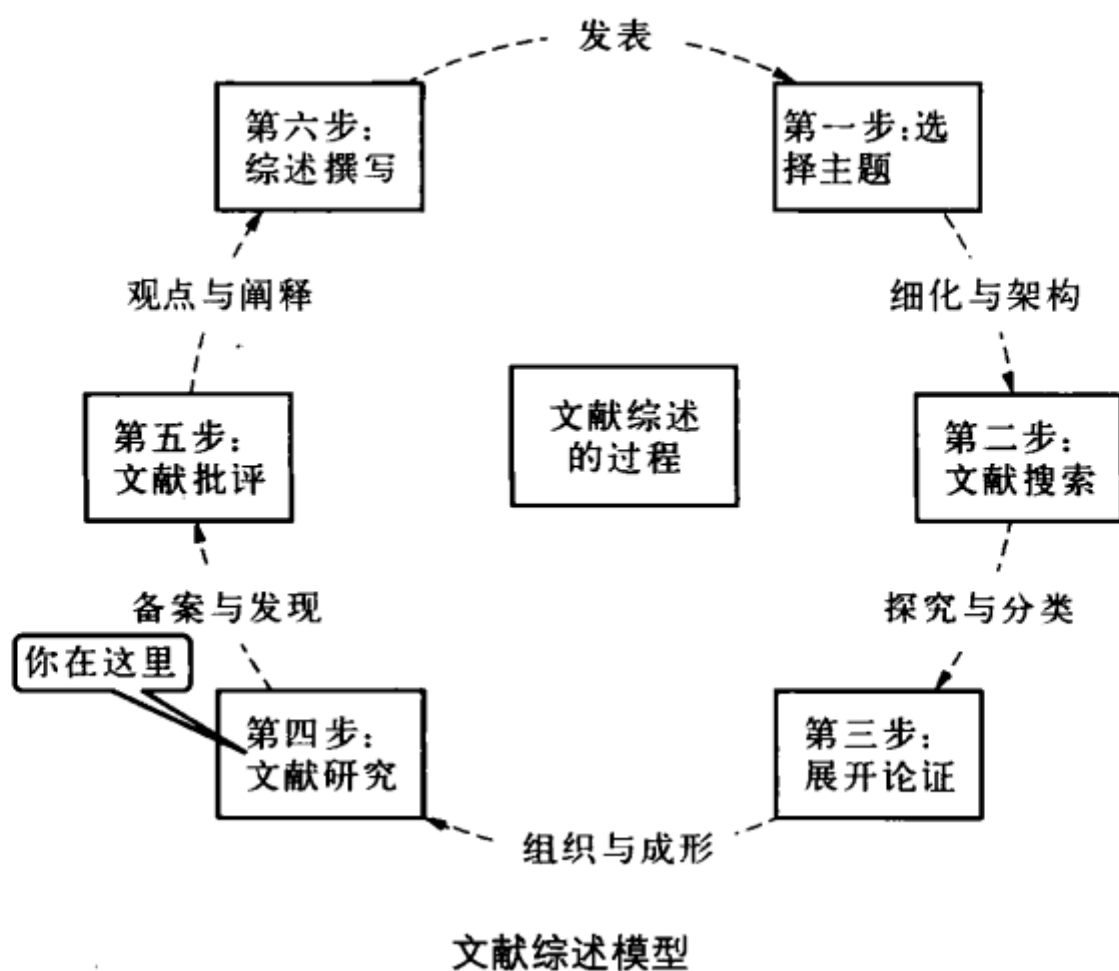 发表
第六步：
综述撰写
第一步：选
择主题
观点与阐释
细化与架构
文献综述
的过程
第五步：
文献批评
第二步：
文献搜索
备案与发现
探究与分类
你在这里
第四步：
文献研究
第三步：
展开论证
组织与成形
文献综述模型